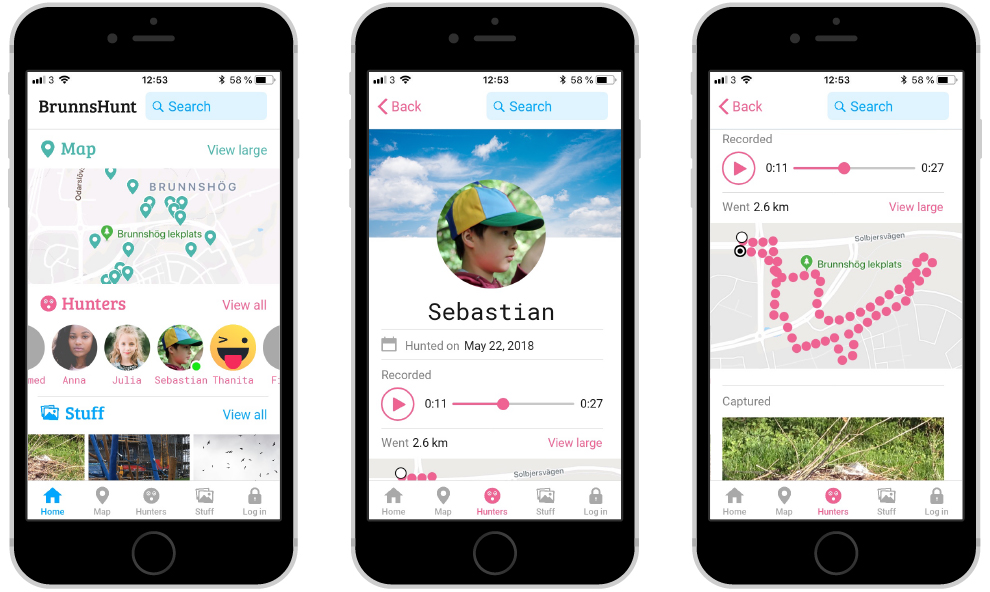 3 12:53 58 %
BrunnsHunt Search
Map View large
Odarslöv
BRUNNSHÖG
Brunnshög lekplats
Hunters View all
med Anna Julia Sebastian Thanita F
Stuff View all
Home Map Hunters Stuff Log in
3 12:53 58 %
Back Search
Sebastian
Hunted on May 22, 2018
Recorded
0:11 0:27
Went 2.6 km View large
Solbjersvägen
Home Map Hunters Stuff Log in
3 12:53 58 %
Back Search
Recorded
0:11 0:27
Went 2.6 km View large
Solbjersvägen
Brunnshög lekplats
Captured
Home Map Hunters Stuff Log in